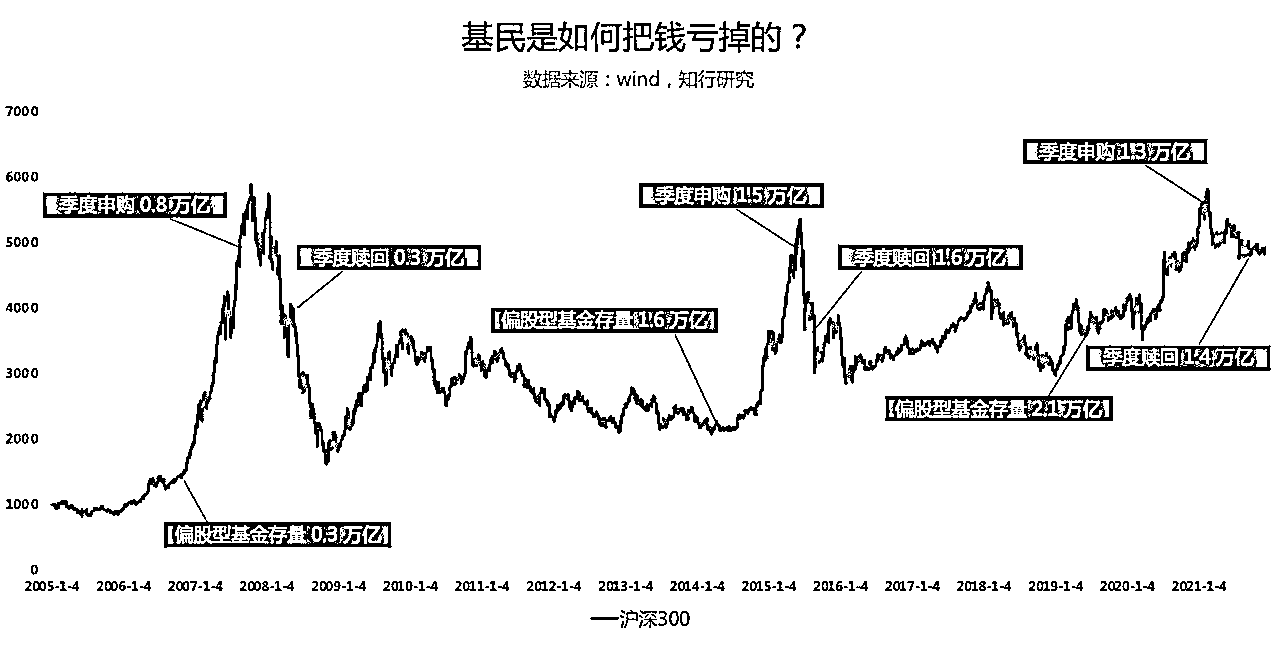 基民是如何把钱亏掉的？
数据来源：wind，知行研究
7000
6000
5000
4000
3000
2000
1000
0
季度申购 0.8 万亿
季度赎回 0.3 万亿
偏股型基金存量 0.3 万亿
偏股型基金存量 1.6 万亿
季度申购 1.5 万亿
季度赎回 1.6 万亿
季度申购 1.3 万亿
季度赎回 1.4 万亿
偏股型基金存量 2.1 万亿
2005-1-4 2006-1-4 2007-1-4 2008-1-4 2009-1-4 2010-1-4 2011-1-4 2012-1-4 2013-1-4 2014-1-4 2015-1-4 2016-1-4 2017-1-4 2018-1-4 2019-1-4 2020-1-4 2021-1-4
沪深300